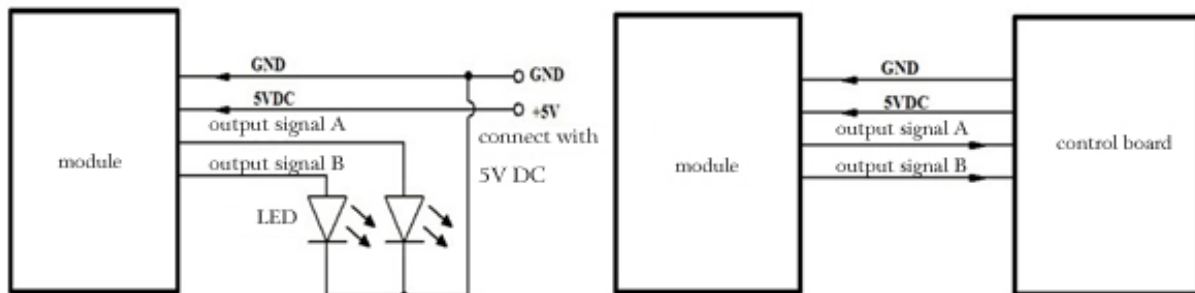 GND
GND
5VDC
+5V
output signal A
connect with
module
output signal B
5V DC
LED
GND
5VDC
output signal A
module
control board
output signal B